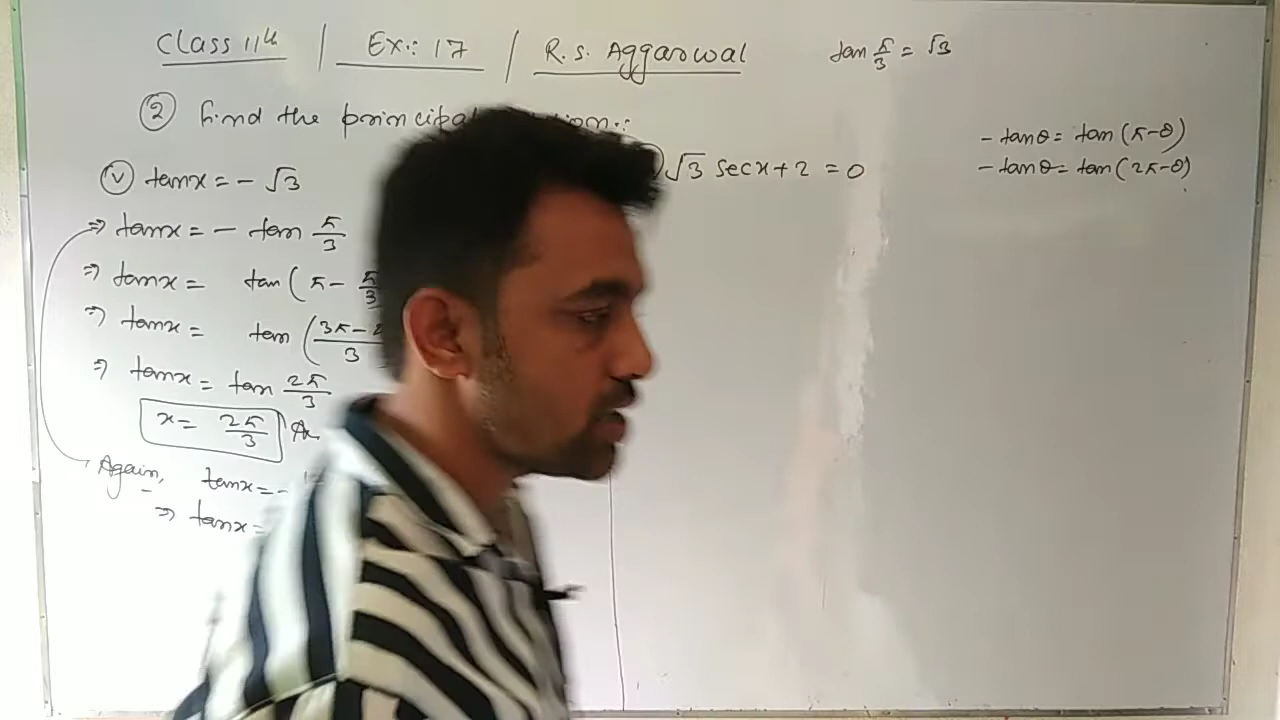 Class 11th / Ex.: 17 / R. S. Aggarwal
tan π/3 = √3
② Find the principal
- tanθ = tan(π-θ)
- tanθ = tan(2π-θ)
ⓥ tanx = - √3
⇒ tanx = - tan π/3
⇒ tanx = tan (π - π/3
⇒ tanx = tan (3π -
3
⇒ tanx = tan 2π/3
x = 2π/3
Again, tanx = -
⇒ tanx =
√3 secx + 2 = 0